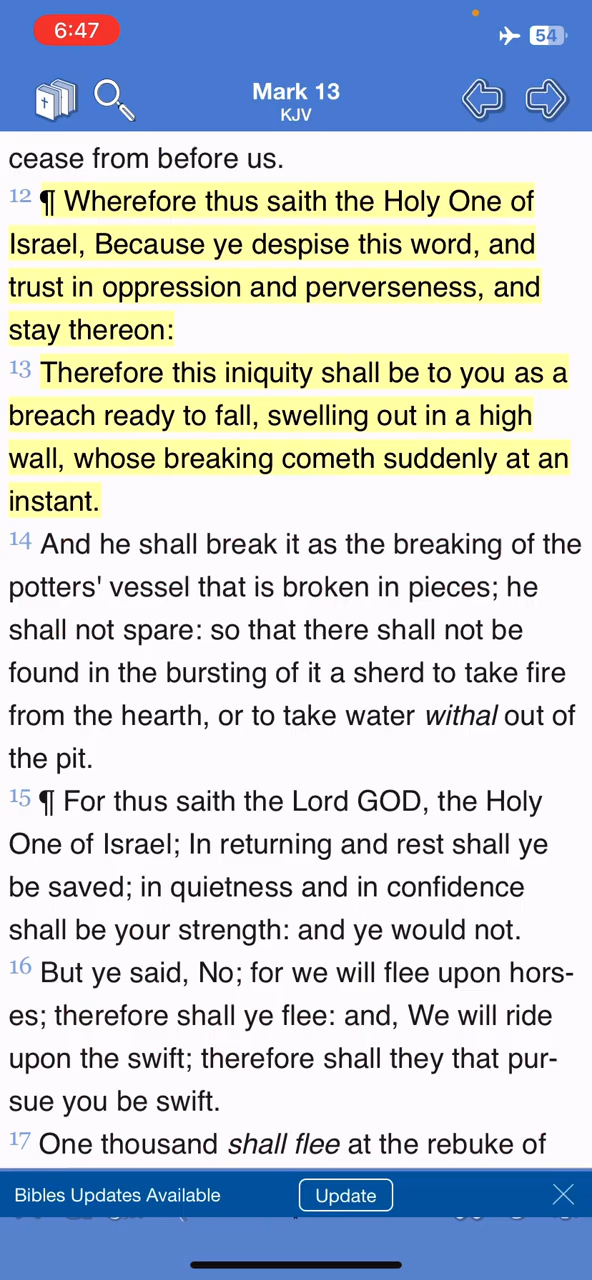 6:47
54
Mark 13
KJV
cease from before us.
12 ¶ Wherefore thus saith the Holy One of
Israel, Because ye despise this word, and
trust in oppression and perverseness, and
stay thereon:
13 Therefore this iniquity shall be to you as a
breach ready to fall, swelling out in a high
wall, whose breaking cometh suddenly at an
instant.
14 And he shall break it as the breaking of the
potters' vessel that is broken in pieces; he
shall not spare: so that there shall not be
found in the bursting of it a sherd to take fire
from the hearth, or to take water withal out of
the pit.
15 ¶ For thus saith the Lord GOD, the Holy
One of Israel; In returning and rest shall ye
be saved; in quietness and in confidence
shall be your strength: and ye would not.
16 But ye said, No; for we will flee upon hors-
es; therefore shall ye flee: and, We will ride
upon the swift; therefore shall they that pur-
sue you be swift.
17 One thousand shall flee at the rebuke of
Bibles Updates Available
Update